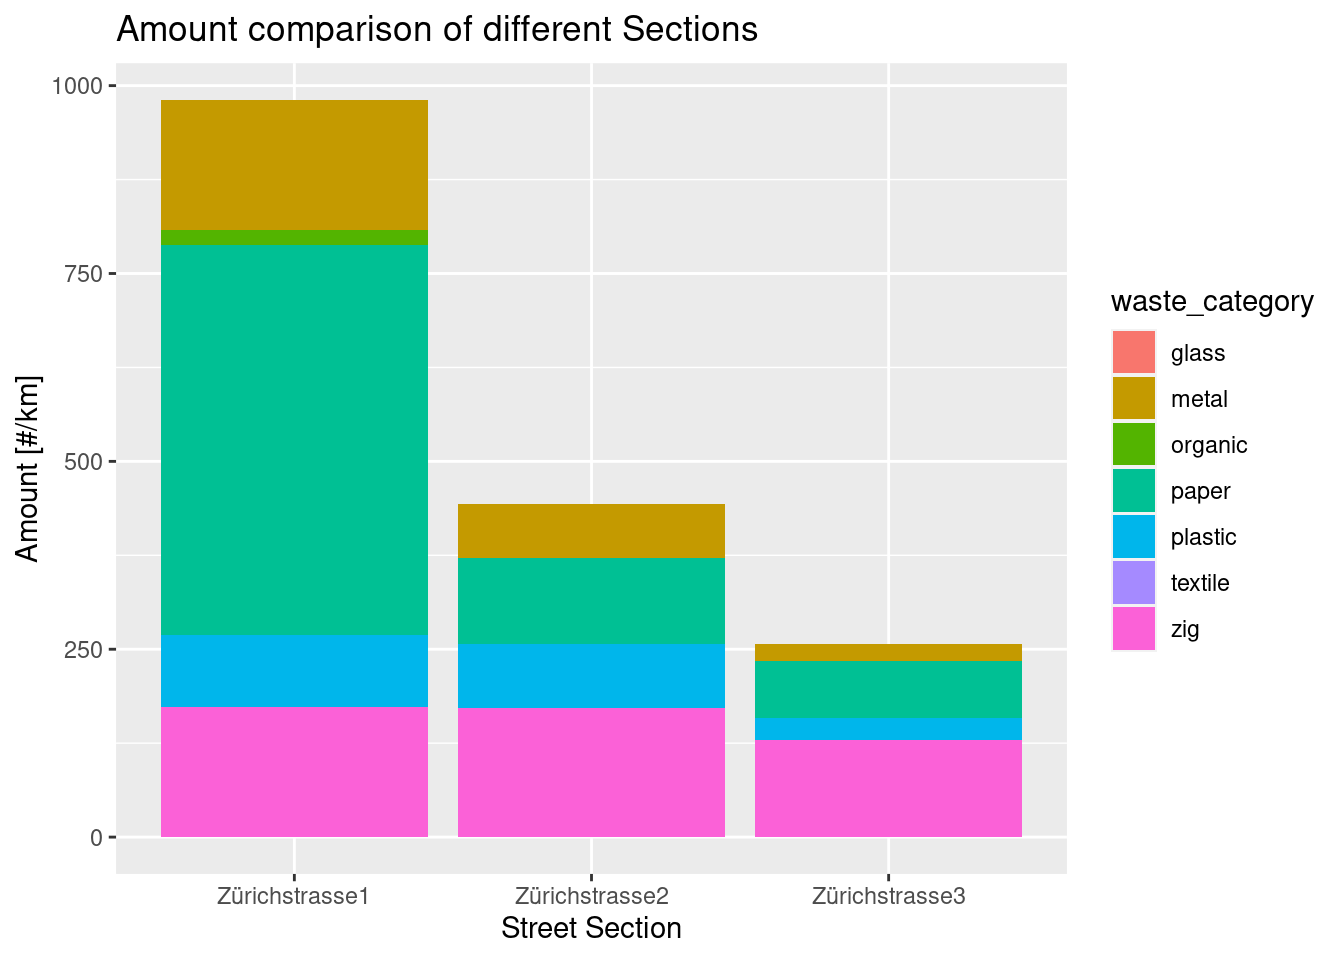 Amount comparison of different Sections
1000
750
500
250
0
Amount [#/km]
Zürichstrasse1
Zürichstrasse2
Zürichstrasse3
Street Section
waste_category
glass
metal
organic
paper
plastic
textile
zig